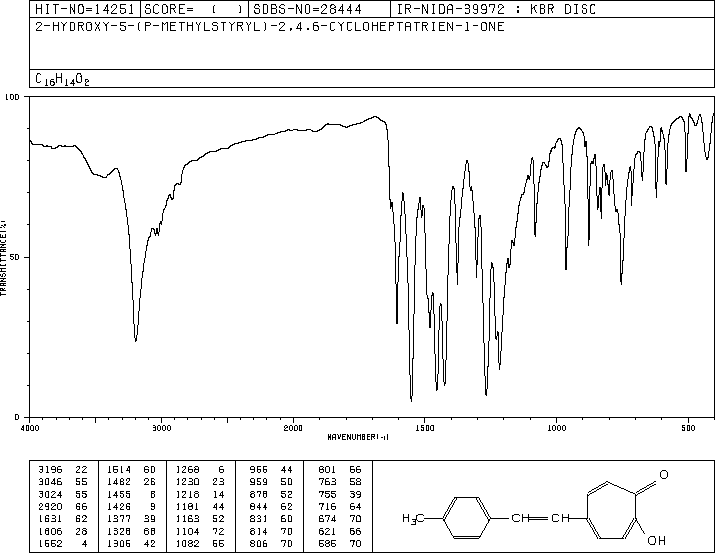 HIT-NO=14251 SCORE= ( ) SDBS-NO=28444 IR-NIDA-39972 : KBR DISC
2-HYDROXY-5-(P-METHYLSTYRYL)-2,4,6-CYCLOHEPTATRIEN-1-ONE
C16H14O2
100
50
0
TRANSMITTANCE(%)
4000 3000 2000 1500 1000 500
WAVENUMBER(-1)
3196 22 1514 60 1268 6 966 44 801 66
3046 55 1482 26 1230 23 959 50 763 58
3024 55 1455 8 1218 14 878 52 755 39
2920 66 1426 9 1181 44 844 62 716 64
1631 62 1377 39 1163 52 831 60 674 70
1606 28 1328 68 1104 72 814 70 621 66
1552 4 1306 42 1082 55 806 70 585 70
H3C
CH=CH
O
OH